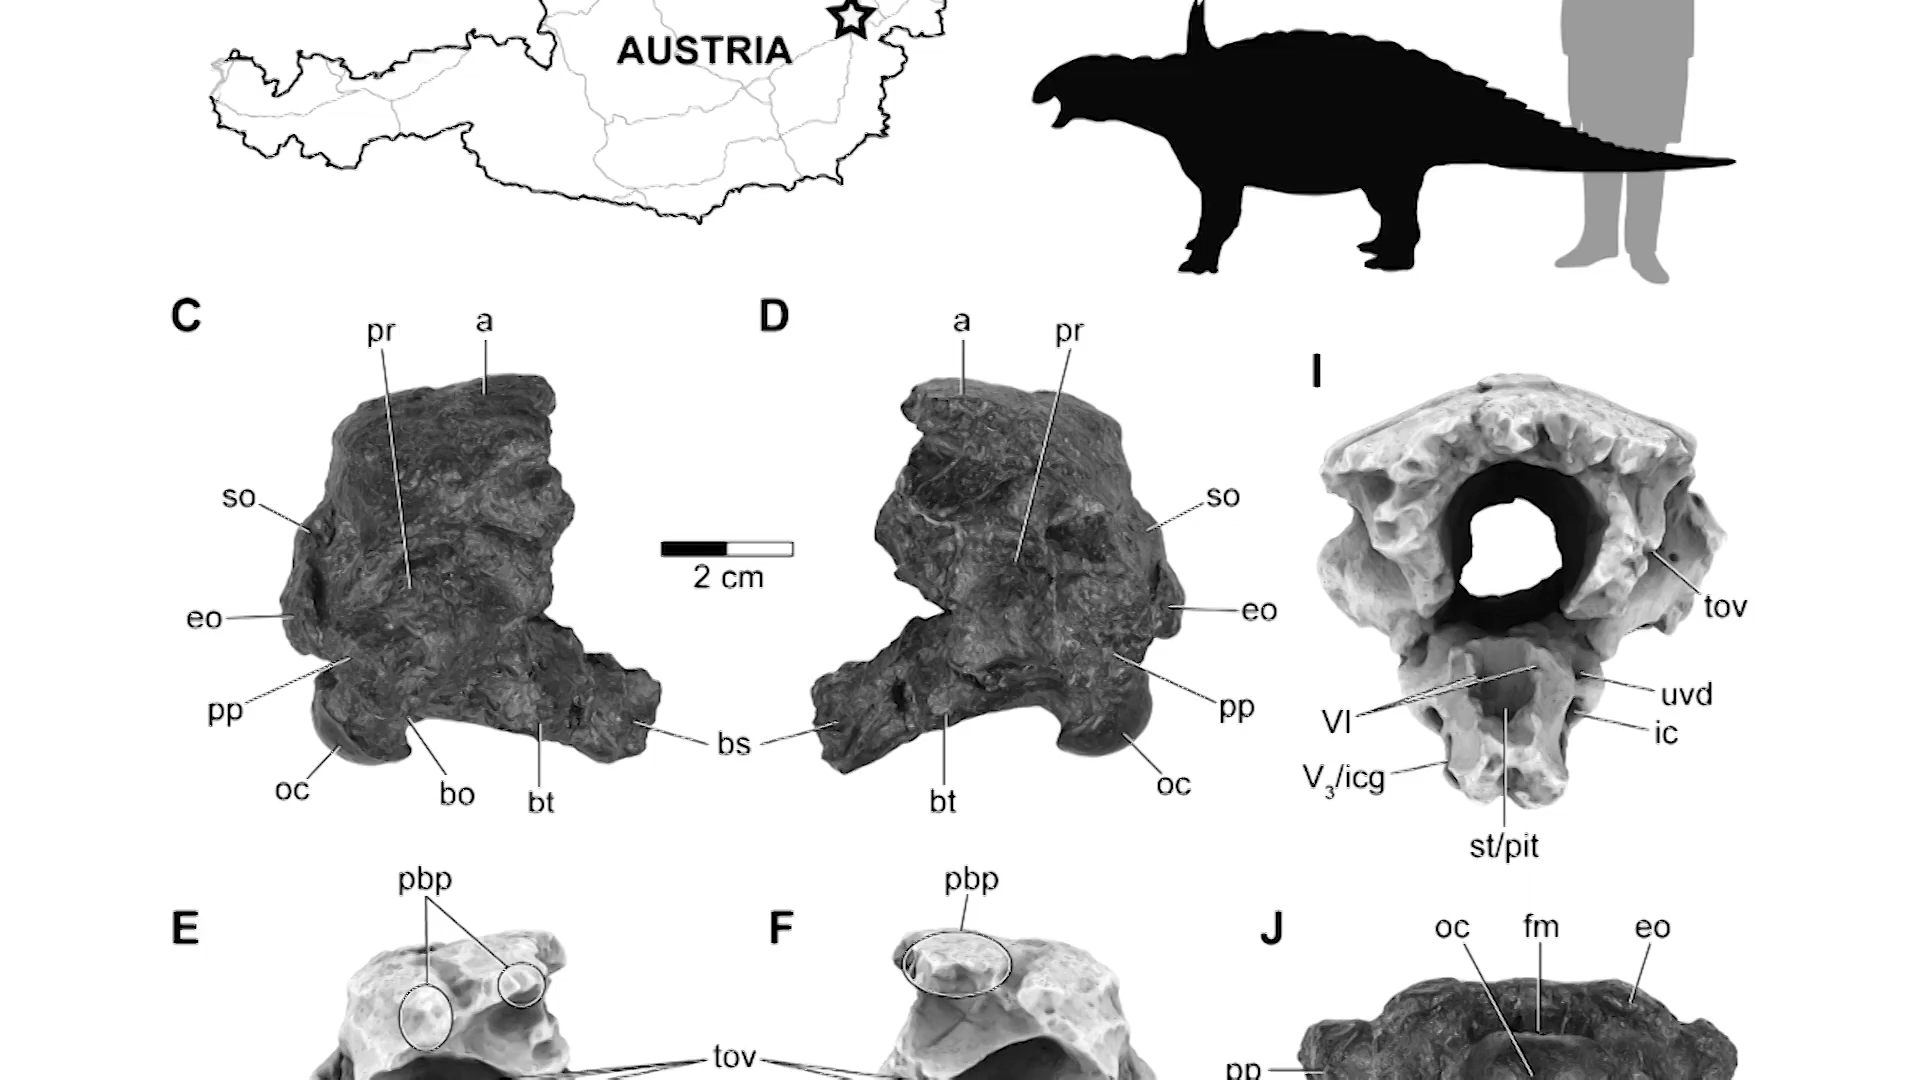 AUSTRIA
C
pr
a
so
eo
pp
oc
bo
bt
2 cm
bs
D
a
pr
so
eo
pp
oc
bt
I
tov
uvd
ic
VI
V3/icg
st/pit
E
pbp
F
pbp
tov
J
oc
fm
eo
pp